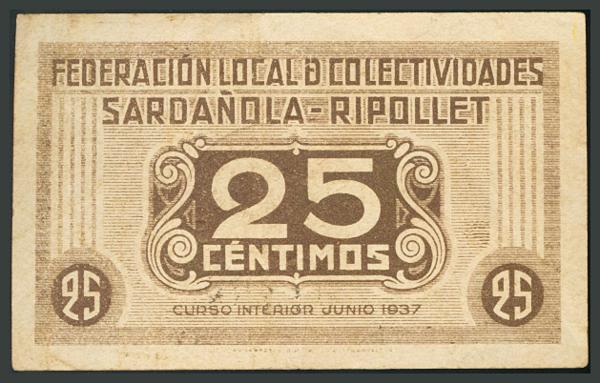 FEDERACIÓN LOCAL D COLECTIVIDADES
SARDAÑOLA-RIPOLLET
25
CÉNTIMOS
25
25
CURSO INTERIOR JUNIO 1937